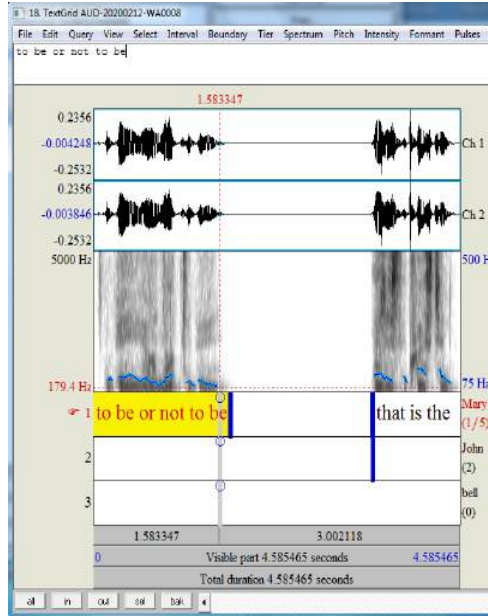 18. TextGrid AUD-20200212-WA0008
File Edit Query View Select Interval Boundary Tier Spectrum Pitch Intensity Formant Pulses
to be or not to be
1.583347
0.2356
-0.004248
-0.2532
Ch 1
0.2356
-0.003846
-0.2532
Ch 2
5000 Hz
500 H
179.4 Hz
75 Hz
1 to be or not to be that is the Mary
(1/5)
2 John
(2)
3 bell
(0)
1.583347 3.002118
0 Visible part 4.585465 seconds 4.585465
Total duration 4.585465 seconds
all in out sel bak